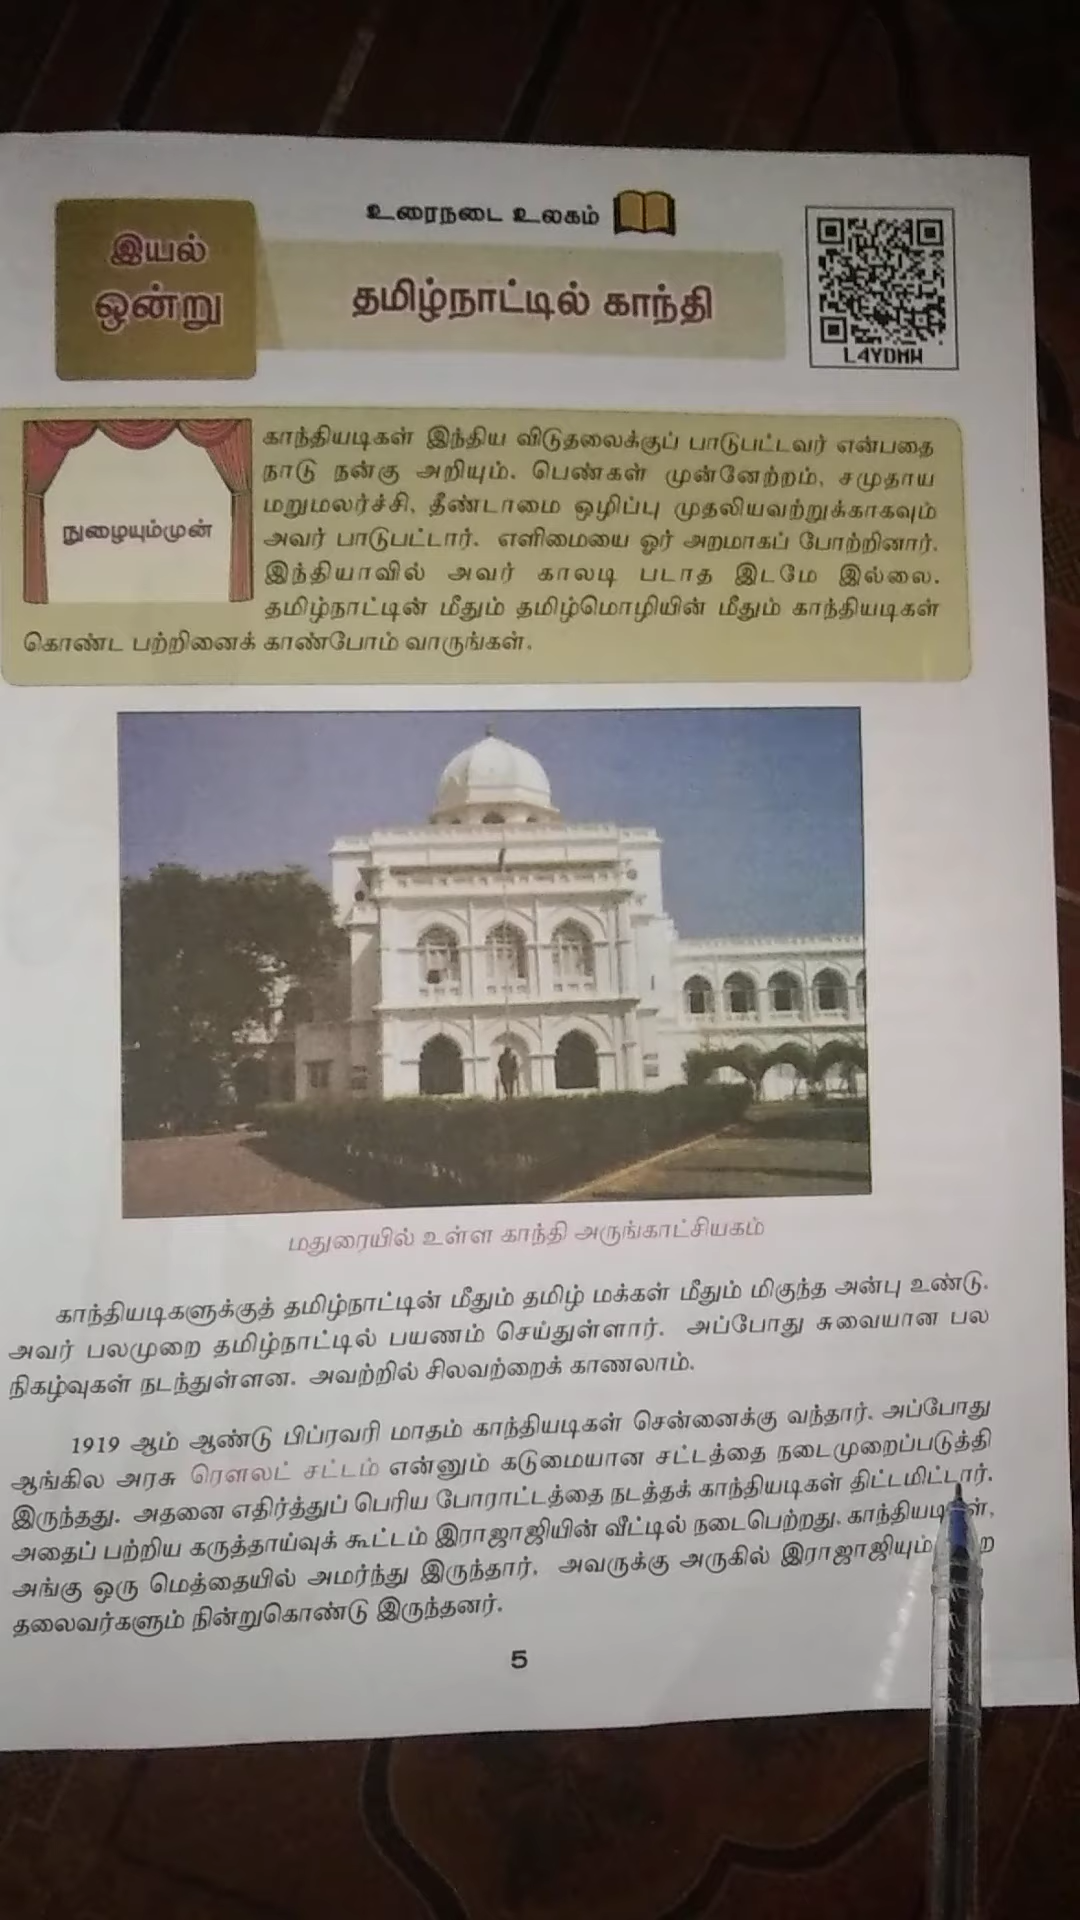 உரைநடை உலகம்
இயல்
ஒன்று
தமிழ்நாட்டில் காந்தி
L4YDMW
நுழையும்முன்
காந்தியடிகள் இந்திய விடுதலைக்குப் பாடுபட்டவர் என்பதை
நாடு நன்கு அறியும். பெண்கள் முன்னேற்றம், சமுதாய
மறுமலர்ச்சி, தீண்டாமை ஒழிப்பு முதலியவற்றுக்காகவும்
அவர் பாடுபட்டார். எளிமையை ஓர் அறமாகப் போற்றினார்.
இந்தியாவில் அவர் காலடி படாத இடமே இல்லை.
தமிழ்நாட்டின் மீதும் தமிழ்மொழியின் மீதும் காந்தியடிகள்
கொண்ட பற்றினைக் காண்போம் வாருங்கள்.
மதுரையில் உள்ள காந்தி அருங்காட்சியகம்
காந்தியடிகளுக்குத் தமிழ்நாட்டின் மீதும் தமிழ் மக்கள் மீதும் மிகுந்த அன்பு உண்டு.
அவர் பலமுறை தமிழ்நாட்டில் பயணம் செய்துள்ளார். அப்போது சுவையான பல
நிகழ்வுகள் நடந்துள்ளன. அவற்றில் சிலவற்றைக் காணலாம்.
1919 ஆம் ஆண்டு பிப்ரவரி மாதம் காந்தியடிகள் சென்னைக்கு வந்தார். அப்போது
ஆங்கில அரசு ரௌலட் சட்டம் என்னும் கடுமையான சட்டத்தை நடைமுறைப்படுத்தி
இருந்தது. அதனை எதிர்த்துப் பெரிய போராட்டத்தை நடத்தக் காந்தியடிகள் திட்டமிட்டார்.
அதைப் பற்றிய கருத்தாய்வுக் கூட்டம் இராஜாஜியின் வீட்டில் நடைபெற்றது.
அங்கு ஒரு மெத்தையில் அமர்ந்து இருந்தார். அவருக்கு அருகில் இராஜாஜியும்
தலைவர்களும் நின்றுகொண்டு இருந்தனர்.
5